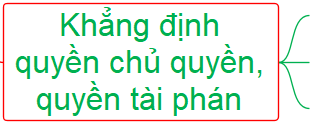 Khẳng định
quyền chủ quyền,
quyền tài phán